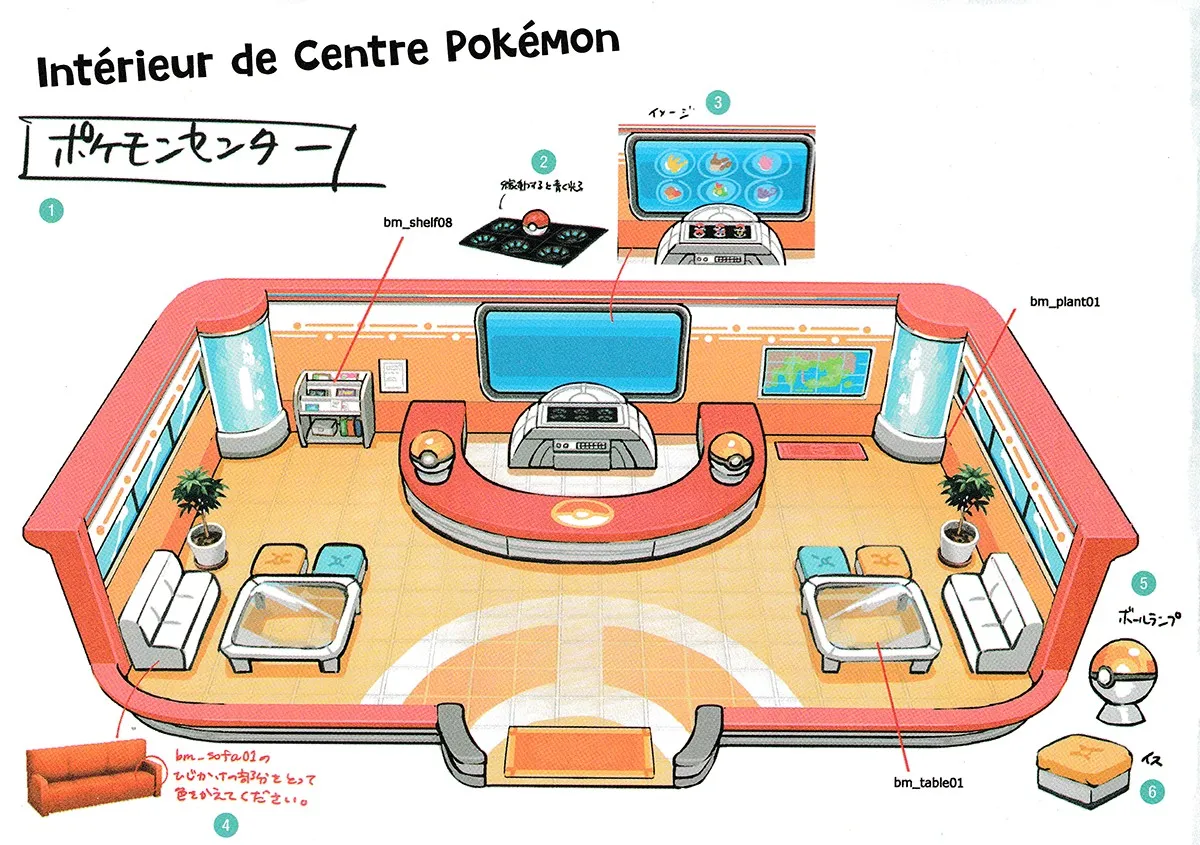 Intérieur de Centre Pokémon
ポケモンセンター
1
2
稼動すると青く光る
イメージ
3
bm_shelf08
bm_plant01
5
ボールランプ
bm_sofa01の
ひじかけの部分をとって
色をかえてください。
4
bm_table01
イス
6